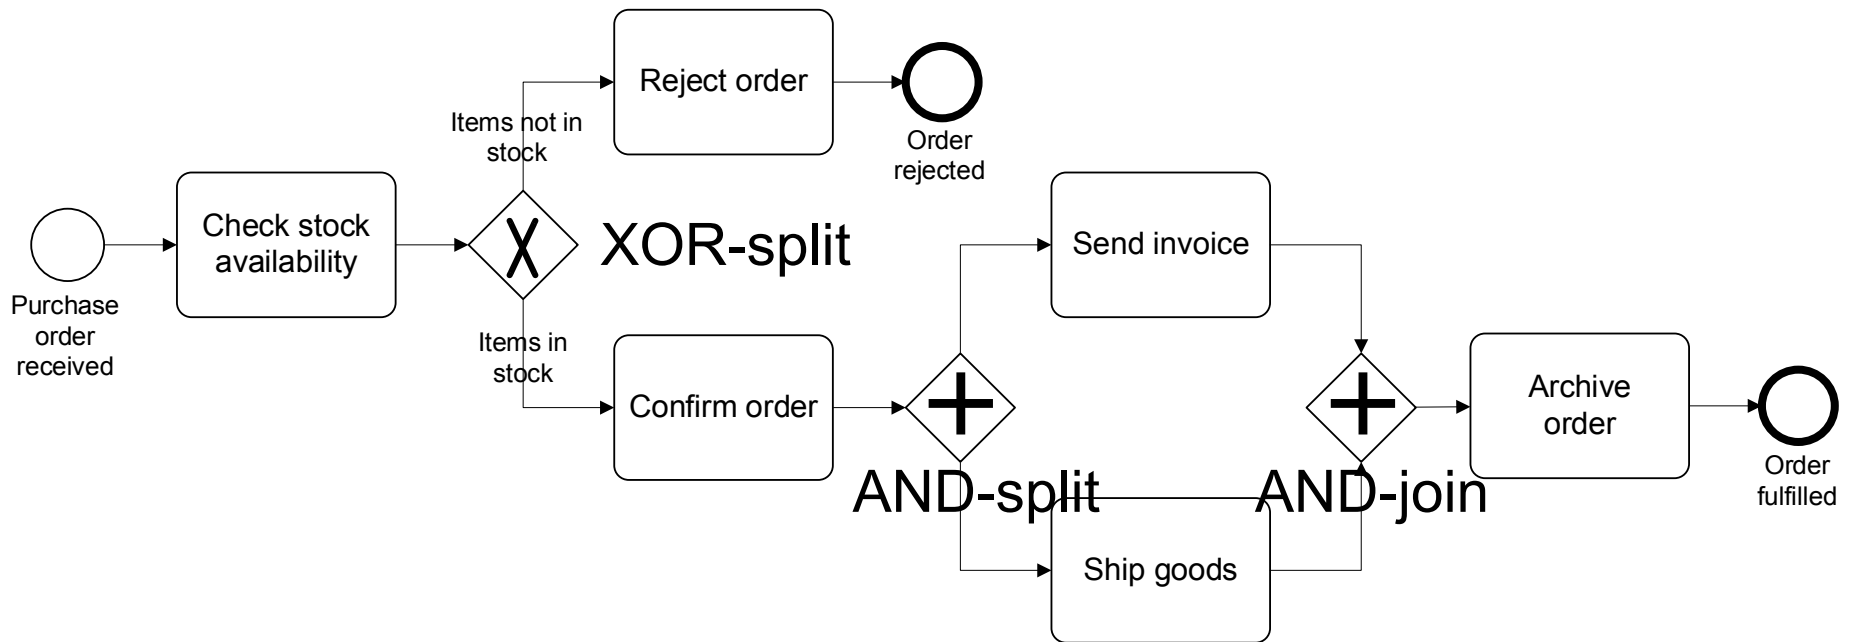 Reject order
Items not in
stock
Order
rejected
Check stock
availability
XOR-split
Send invoice
Purchase
order
received
Items in
stock
Confirm order
Archive
order
AND-split
AND-join
Order
fulfilled
Ship goods